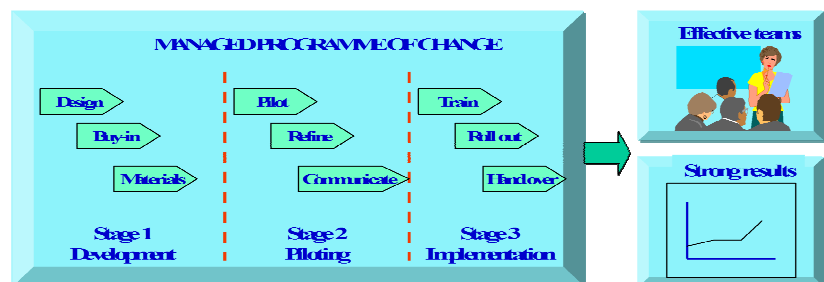 MANAGED PROGRAMME OF CHANGE
Design
Buy-in
Materials
Stage 1
Development
Pilot
Refine
Communicate
Stage 2
Piloting
Train
Roll out
Hand over
Stage 3
Implementation
Effective teams
Strong results